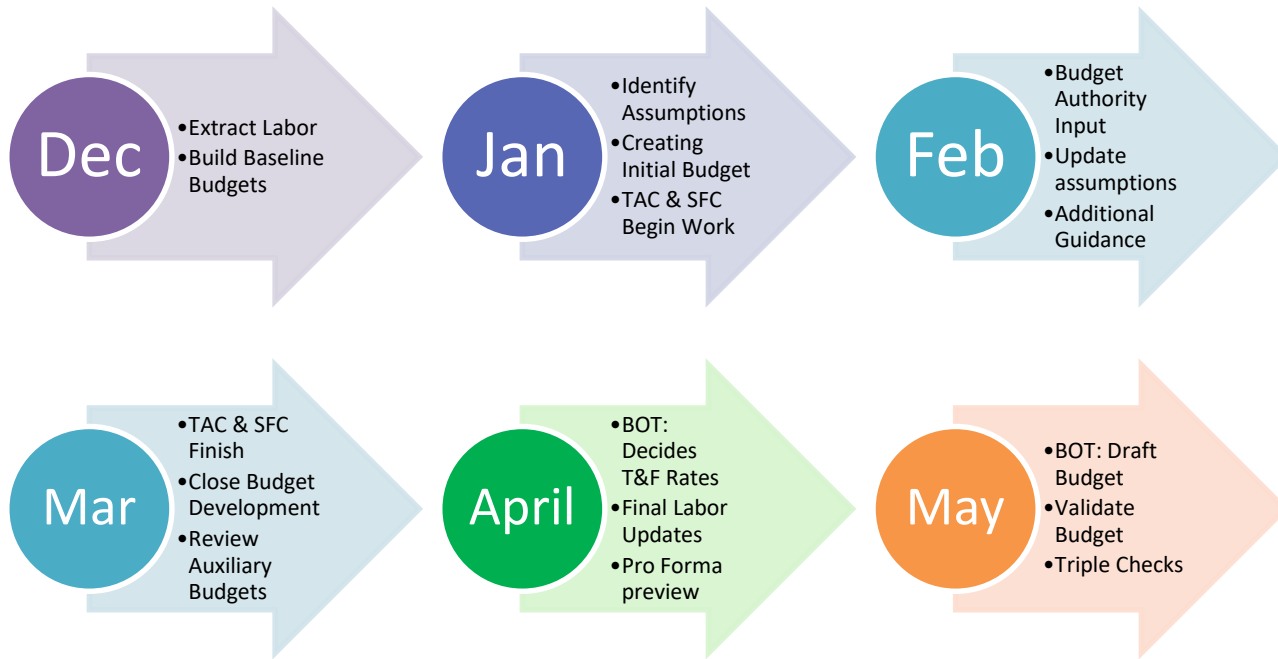 Dec
•Extract Labor
•Build Baseline
Budgets
Jan
•Identify
Assumptions
•Creating
Initial Budget
•TAC & SFC
Begin Work
Feb
•Budget
Authority
Input
•Update
assumptions
•Additional
Guidance
Mar
•TAC & SFC
Finish
•Close Budget
Development
•Review
Auxiliary
Budgets
April
•BOT:
Decides
T&F Rates
•Final Labor
Updates
•Pro Forma
preview
May
•BOT: Draft
Budget
•Validate
Budget
•Triple Checks